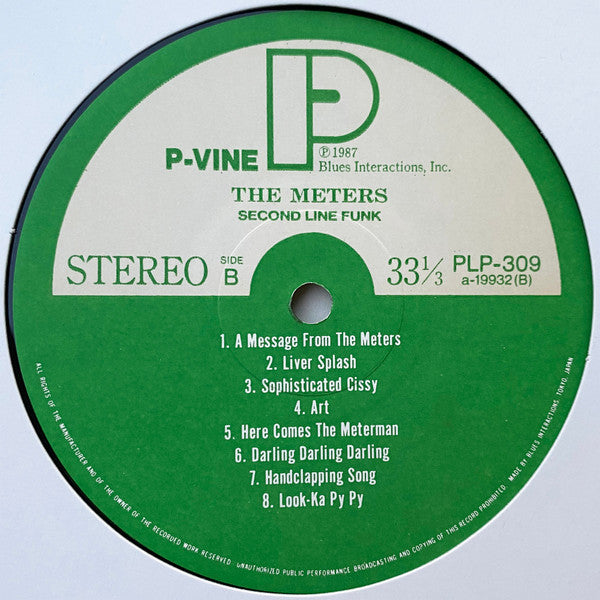 P
P-VINE
℗ 1987
Blues Interactions, Inc.
THE METERS
SECOND LINE FUNK
STEREO SIDE B 33 1/3 PLP-309
a-19932(B)
1. A Message From The Meters
2. Liver Splash
3. Sophisticated Cissy
4. Art
5. Here Comes The Meterman
6. Darling Darling Darling
7. Handclapping Song
8. Look-Ka Py Py
ALL RIGHTS OF THE MANUFACTURER AND OF THE OWNER OF THE RECORDED WORK RESERVED. UNAUTHORIZED PUBLIC PERFORMANCE BROADCASTING AND COPYING OF THIS RECORD PROHIBITED. MADE BY BLUES INTERACTIONS, TOKYO, JAPAN